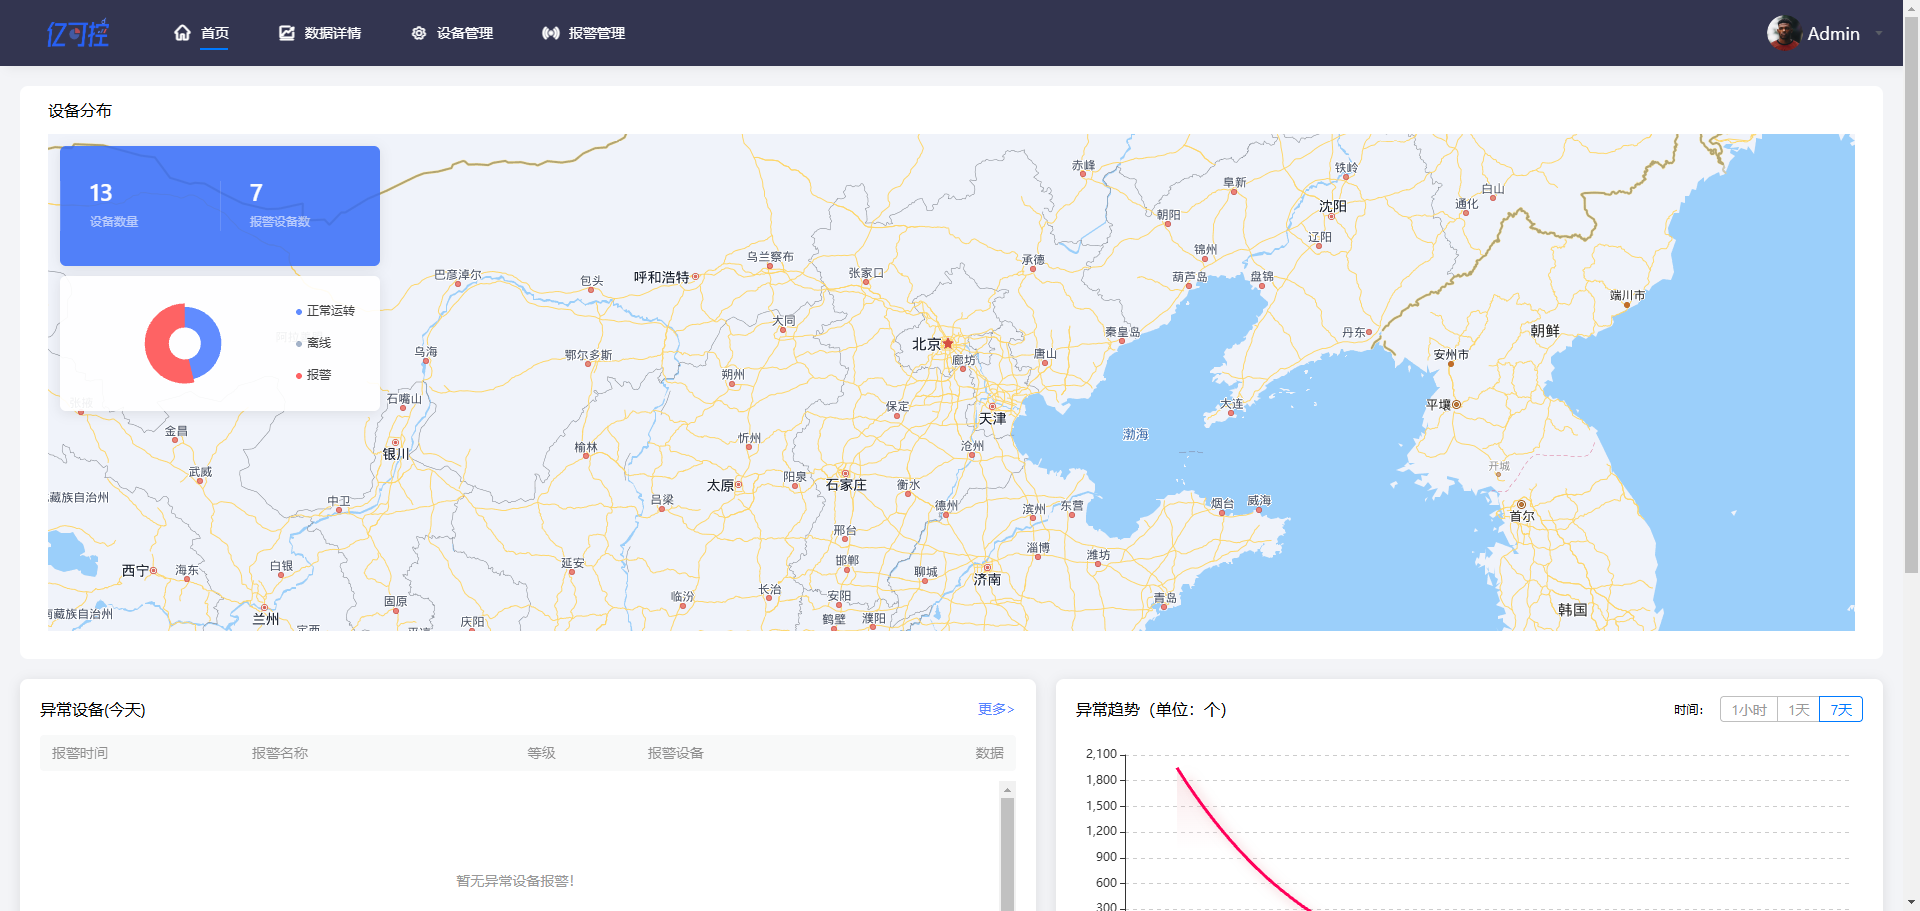 亿可控
首页
数据详情
设备管理
报警管理
Admin
设备分布
13
设备数量
7
报警设备数
正常运转
离线
报警
赤峰
铁岭
阜新
白山
沈阳
通化
朝阳
辽阳
锦州
乌兰察布
承德
张家口
巴彦淖尔
包头
呼和浩特
葫芦岛
盘锦
端川市
大同
秦皇岛
丹东
朝鲜
北京
乌海
鄂尔多斯
廊坊
唐山
安州市
朔州
石嘴山
保定
大连
平壤
天津
金昌
忻州
渤海
银川
榆林
沧州
武威
阳泉
开城
太原
石家庄
衡水
藏族自治州
中卫
吕梁
德州
滨州
东营
烟台
威海
首尔
邢台
淄博
潍坊
西宁
海东
白银
延安
邯郸
聊城
济南
固原
临汾
长治
安阳
青岛
南藏族自治州
兰州
庆阳
鹤壁
濮阳
韩国
异常设备(今天)
更多>
报警时间
报警名称
等级
报警设备
数据
暂无异常设备报警！
异常趋势（单位：个）
时间：
1小时
1天
7天
2,100
1,800
1,500
1,200
900
600
300